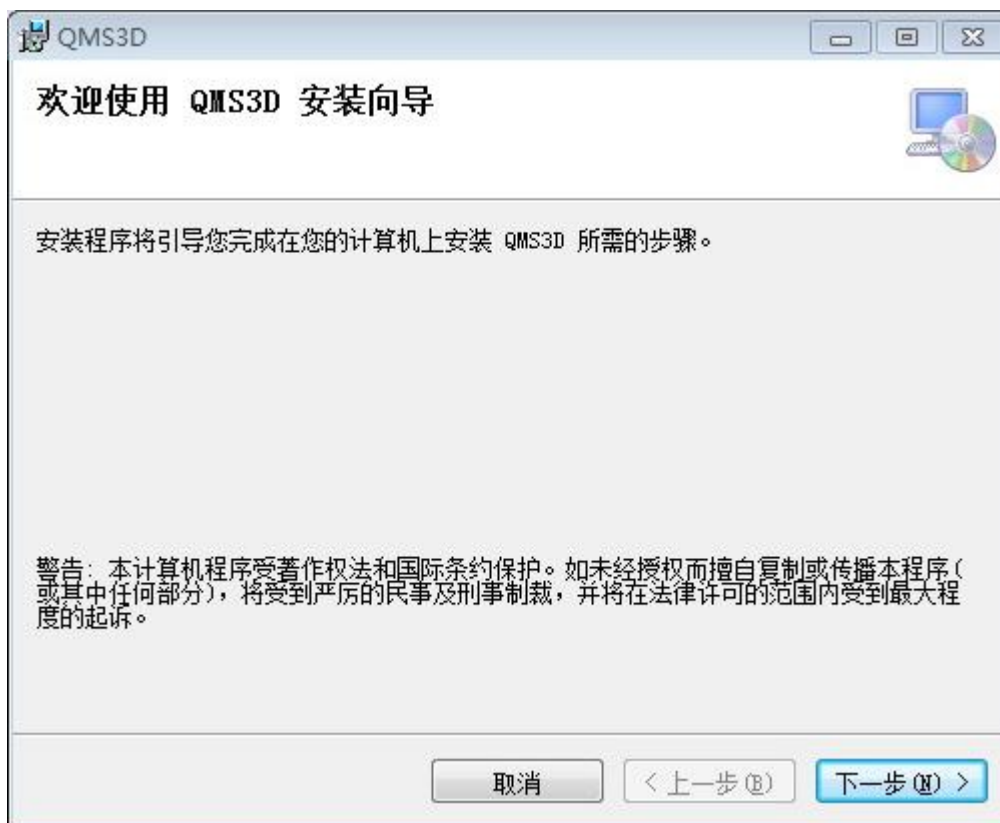 QMS3D
欢迎使用 QMS3D 安装向导
安装程序将引导您完成在您的计算机上安装 QMS3D 所需的步骤。
警告: 本计算机程序受著作权法和国际条约保护。如未经授权而擅自复制或传播本程序(
或其中任何部分)，将受到严厉的民事及刑事制裁，并将在法律许可的范围内受到最大程
度的起诉。
取消
< 上一步(B)
下一步(N) >